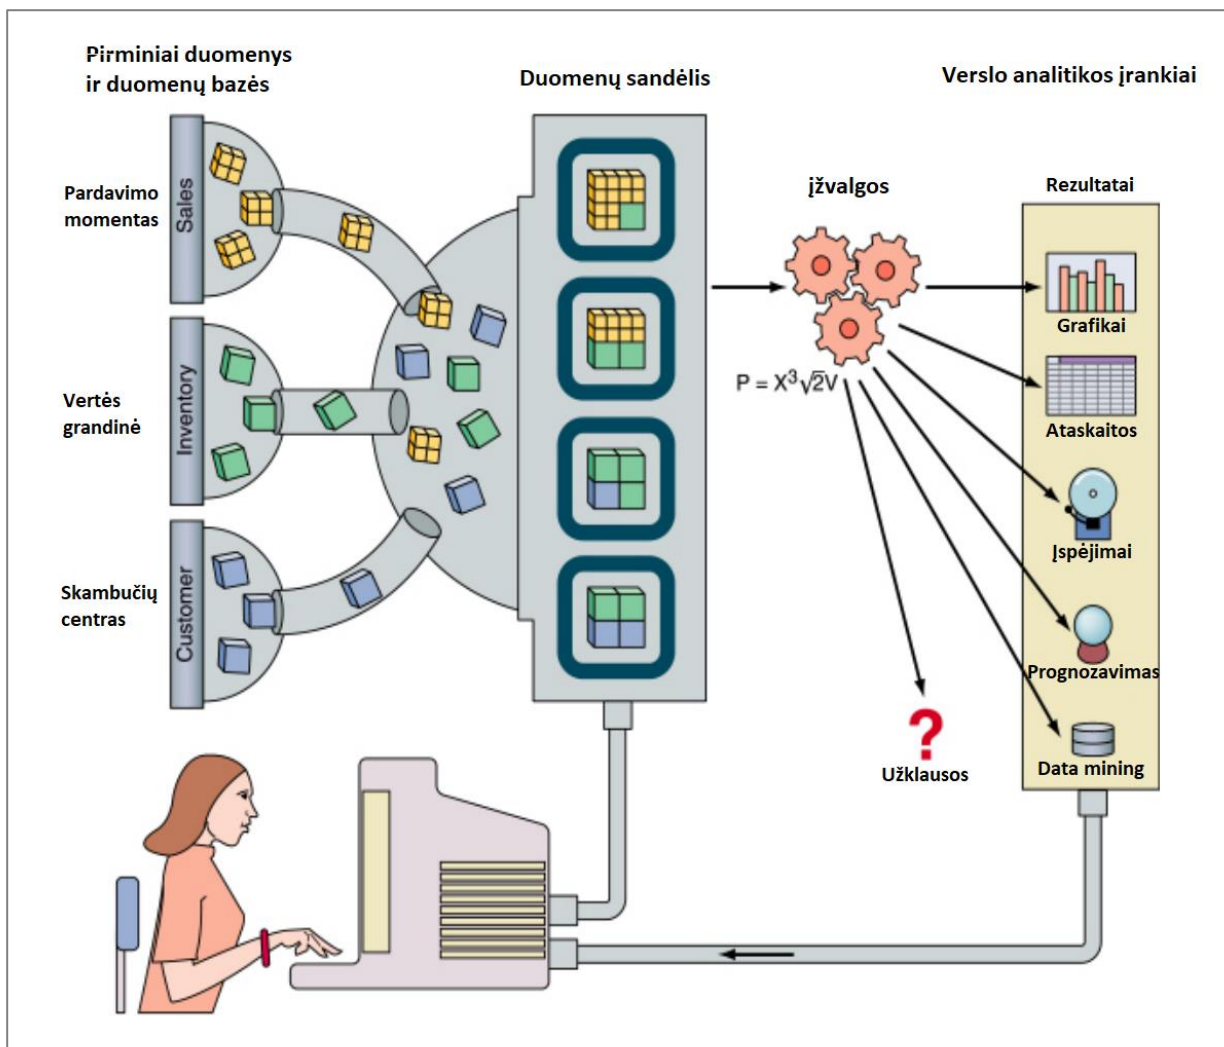 Pirminiai duomenys
ir duomenų bazės
Duomenų sandėlis
Verslo analitikos įrankiai
Pardavimo
momentas
Sales
įžvalgos
Rezultatai
Grafikai
Vertės
grandinė
Inventory
P = X³√2V
Ataskaitos
Įspėjimai
Skambučių
centras
Customer
Prognozavimas
?
Užklausos
Data mining